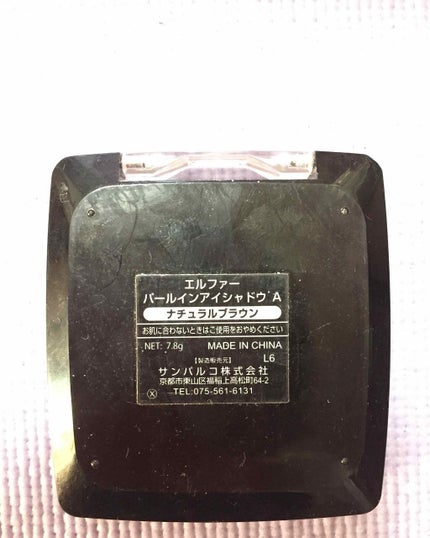 エルファー
パールインアイシャドウ A
ナチュラルブラウン
お肌に合わないときはご使用をおやめください
NET: 7.8g MADE IN CHINA
【製造販売元】 L6
サンパルコ株式会社
京都市東山区福稲上高松町64-2
TEL:075-561-6131